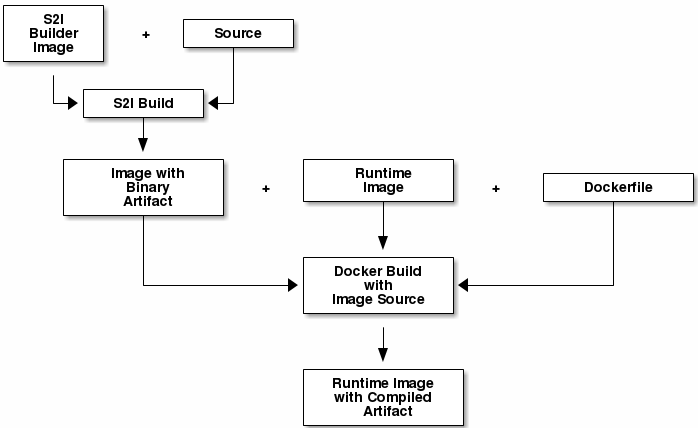 S2I
Builder
Image
+
Source
S2I Build
Image with
Binary
Artifact
+
Runtime
Image
+
Dockerfile
Docker Build
with
Image Source
Runtime Image
with Compiled
Artifact